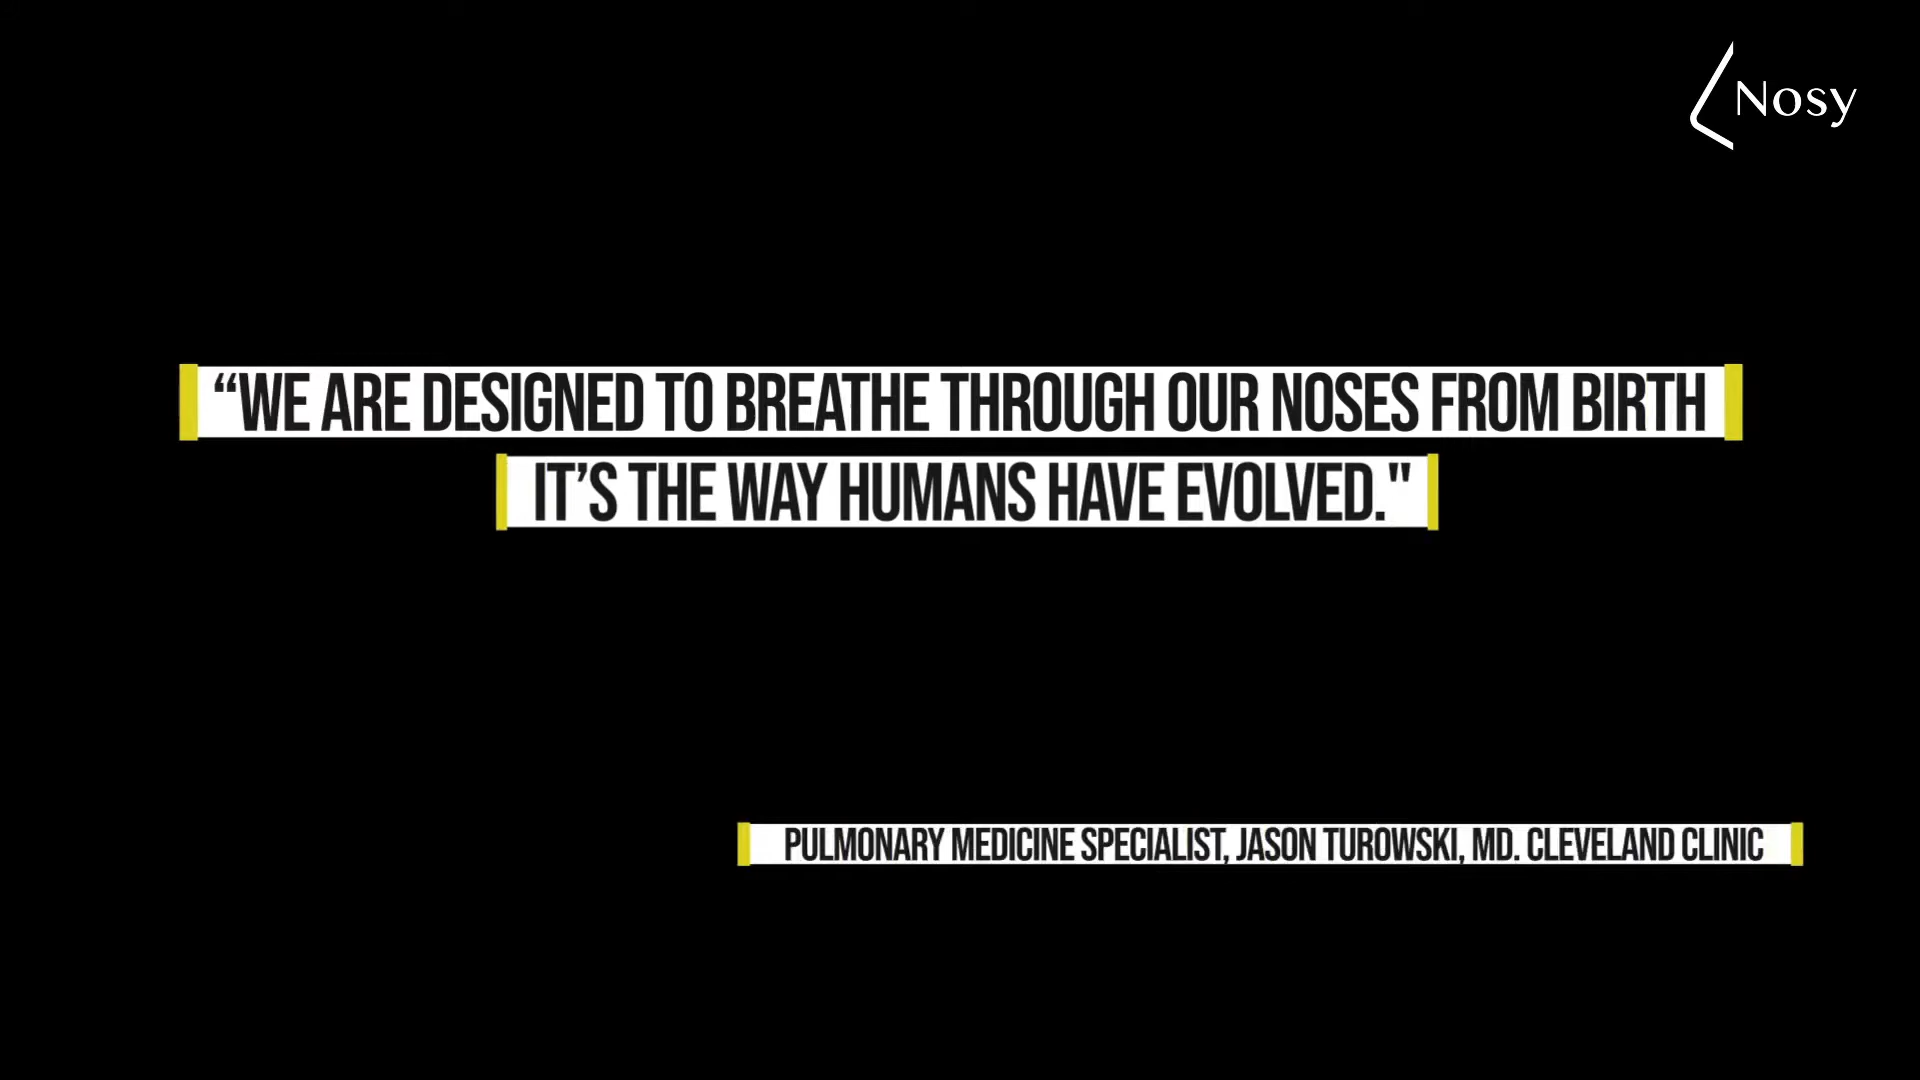 Nosy
“WE ARE DESIGNED TO BREATHE THROUGH OUR NOSES FROM BIRTH
IT’S THE WAY HUMANS HAVE EVOLVED."
PULMONARY MEDICINE SPECIALIST, JASON TUROWSKI, MD. CLEVELAND CLINIC